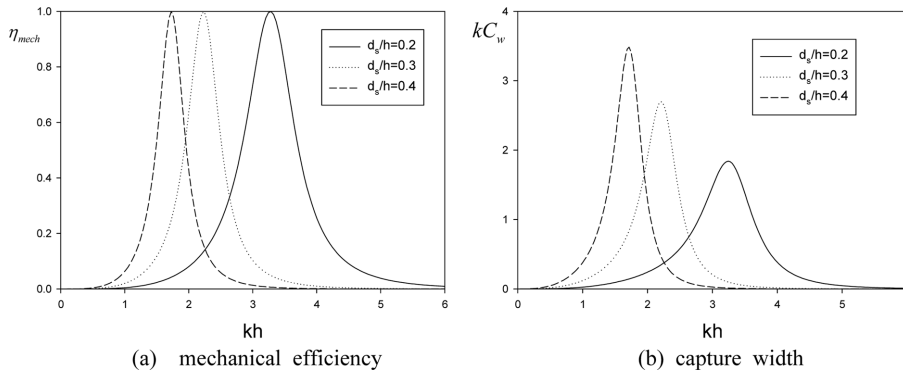 η_mech
1.0
0.8
0.6
0.4
0.2
0.0
0 1 2 3 4 5 6
kh
d_s/h=0.2
d_s/h=0.3
d_s/h=0.4
(a) mechanical efficiency
kC_w
4
3
2
1
0
0 1 2 3 4 5
kh
d_s/h=0.2
d_s/h=0.3
d_s/h=0.4
(b) capture width